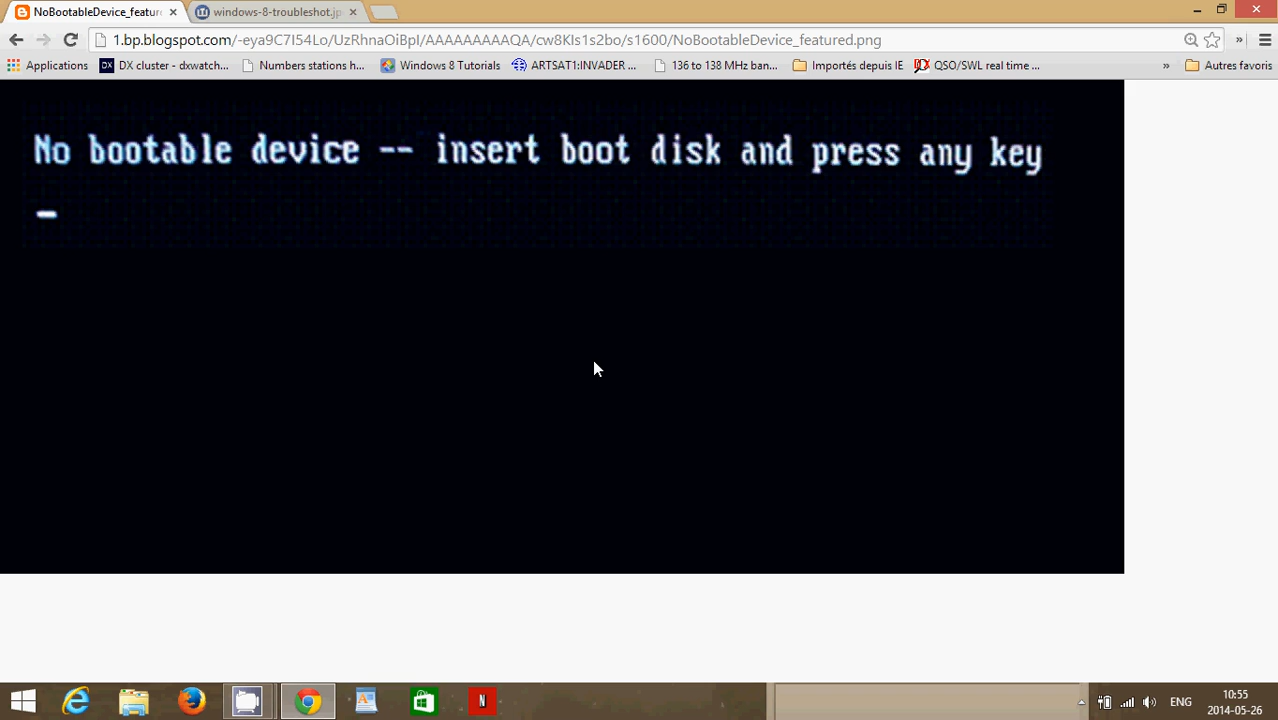 NoBootableDevice_featur
windows-8-troubleshot.jp
1.bp.blogspot.com/-eya9C7I54Lo/UzRhnaOiBpI/AAAAAAAAAQA/cw8KIs1s2bo/s1600/NoBootableDevice_featured.png
Applications DX cluster - dxwatch... Numbers stations h... Windows 8 Tutorials ARTSAT1:INVADER ... 136 to 138 MHz ban... Importés depuis IE QSO/SWL real time ... » Autres favoris
No bootable device -- insert boot disk and press any key
ENG
10:55
2014-05-26